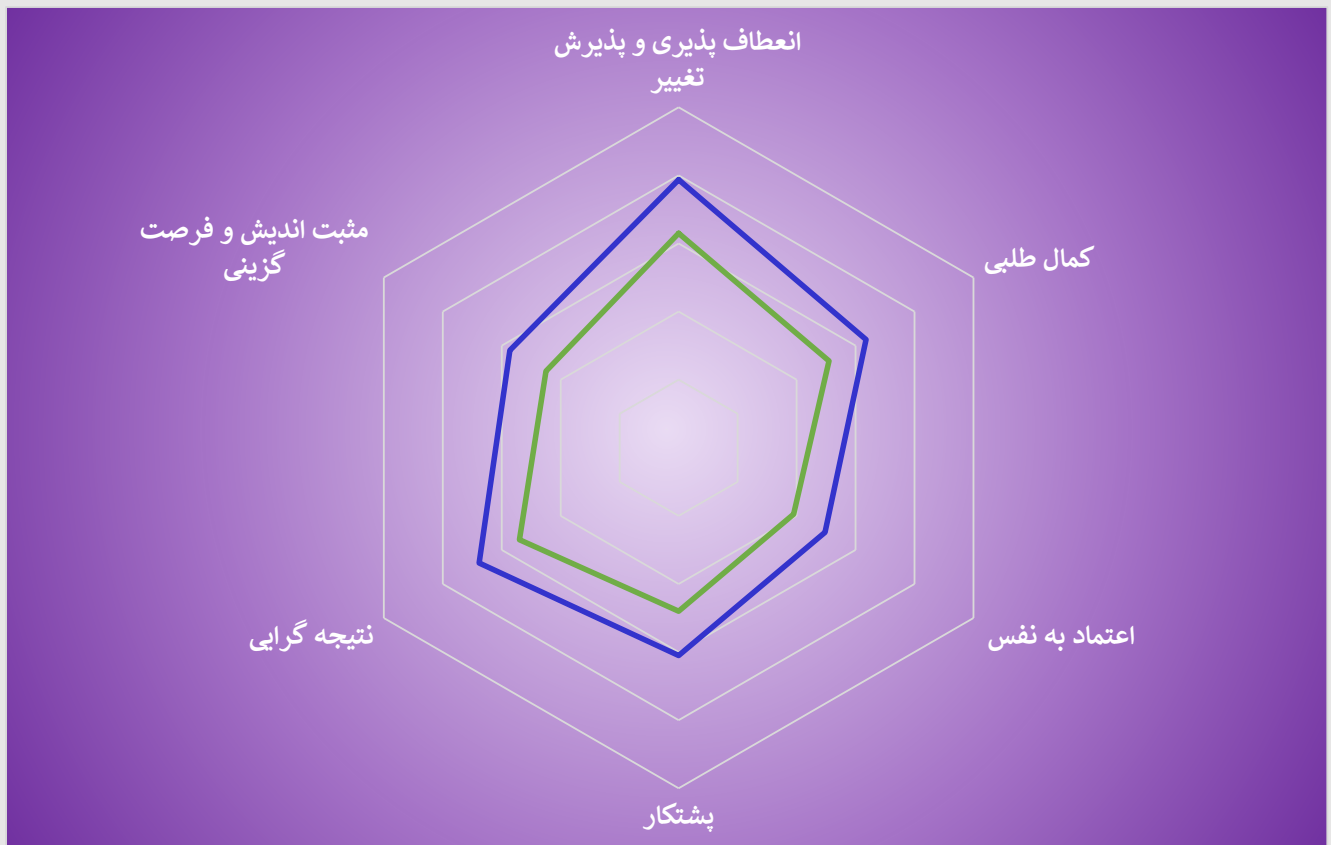 انعطاف پذیری و پذیرش
تغییر
کمال طلبی
اعتماد به نفس
پشتکار
نتیجه گرایی
مثبت اندیش و فرصت
گزینی